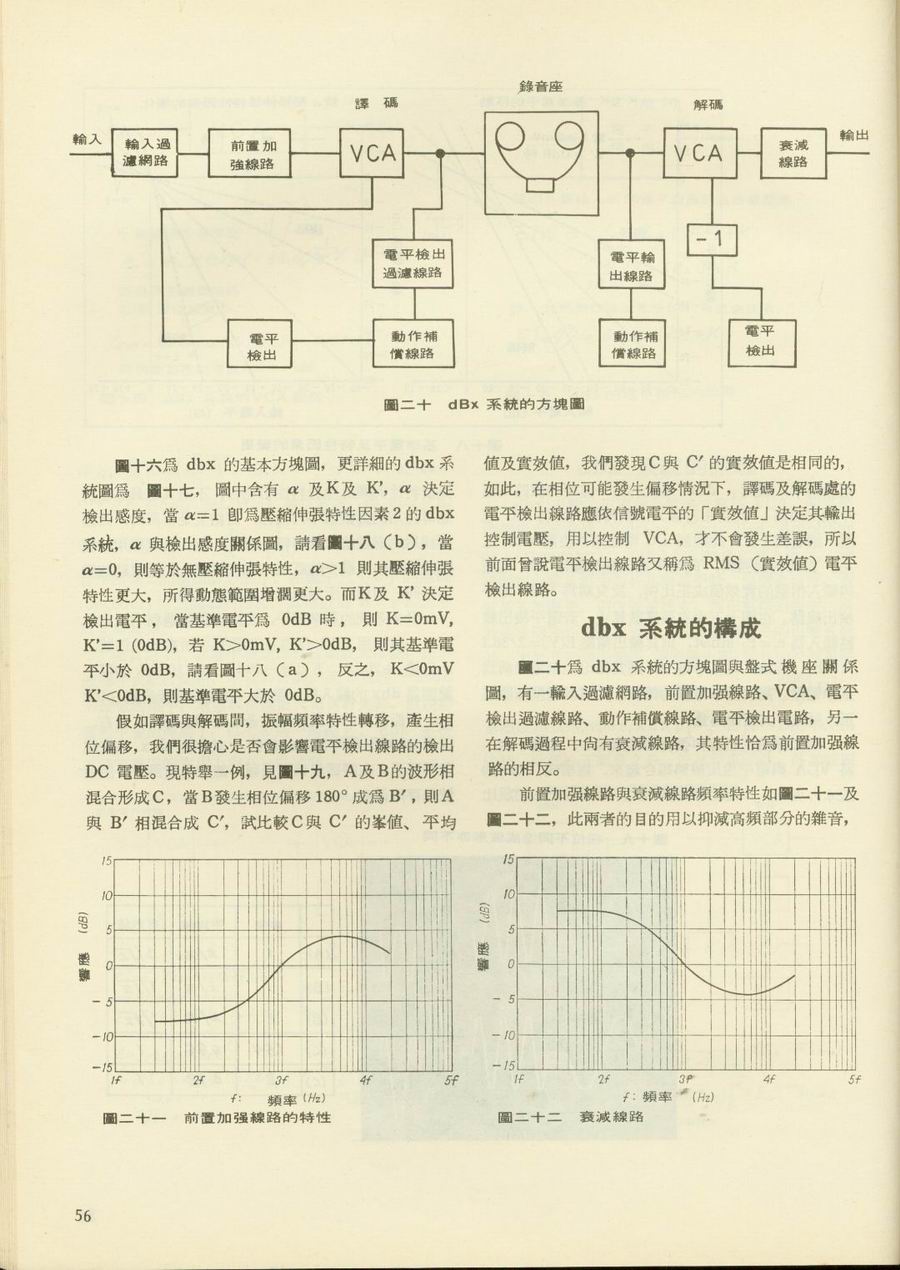 錄音座
譯碼
解碼
輸入
輸入過
濾網路
前置加
強線路
VCA
VCA
衰減
線路
輸出
-1
電平檢出
過濾線路
電平輸
出線路
電平
檢出
動作補
償線路
動作補
償線路
電平
檢出
圖二十 dBx 系統的方塊圖
圖十六爲 dbx 的基本方塊圖，更詳細的 dbx 系
統圖爲 圖十七，圖中含有 α 及K及 K′，α 決定
檢出感度，當 α=1 卽爲壓縮伸張特性因素 2 的 dbx
系統，α 與檢出感度關係圖，請看圖十八（b），當
α=0，則等於無壓縮伸張特性，α>1 則其壓縮伸張
特性更大，所得動態範圍增濶更大。而K及 K′ 決定
檢出電平，當基準電平爲 0dB 時，則 K=0mV,
K′=1 (0dB)，若 K>0mV, K′>0dB，則其基準電
平小於 0dB，請看圖十八（a），反之，K<0mV
K′<0dB，則基準電平大於 0dB。
假如譯碼與解碼間，振幅頻率特性轉移，產生相
位偏移，我們很擔心是否會影響電平檢出線路的檢出
DC 電壓。現特舉一例，見圖十九，A及B的波形相
混合形成C，當B發生相位偏移 180° 成爲 B′，則A
與 B′ 相混合成 C′，試比較C與 C′ 的峯值、平均
值及實效值，我們發現C與 C′ 的實效值是相同的，
如此，在相位可能發生偏移情況下，譯碼及解碼處的
電平檢出線路應依信號電平的「實效值」決定其輸出
控制電壓，用以控制 VCA，才不會發生差誤，所以
前面曾說電平檢出線路又稱爲 RMS（實效值）電平
檢出線路。
dbx 系統的構成
圖二十爲 dbx 系統的方塊圖與盤式機座關係
圖，有一輸入過濾網路，前置加强線路、VCA、電平
檢出過濾線路、動作補償線路、電平檢出電路，另一
在解碼過程中尙有衰減線路，其特性恰爲前置加强線
路的相反。
前置加强線路與衰減線路頻率特性如圖二十一及
圖二十二，此兩者的目的用以抑減高頻部分的雜音，
15
10
5
0
-5
-10
-15
響應 (dB)
1f 2f 3f 4f 5f
f: 頻率 (Hz)
圖二十一 前置加强線路的特性
15
10
5
0
-5
-10
-15
響應 (dB)
1f 2f 3f 4f 5f
f: 頻率 (Hz)
圖二十二 衰減線路
56